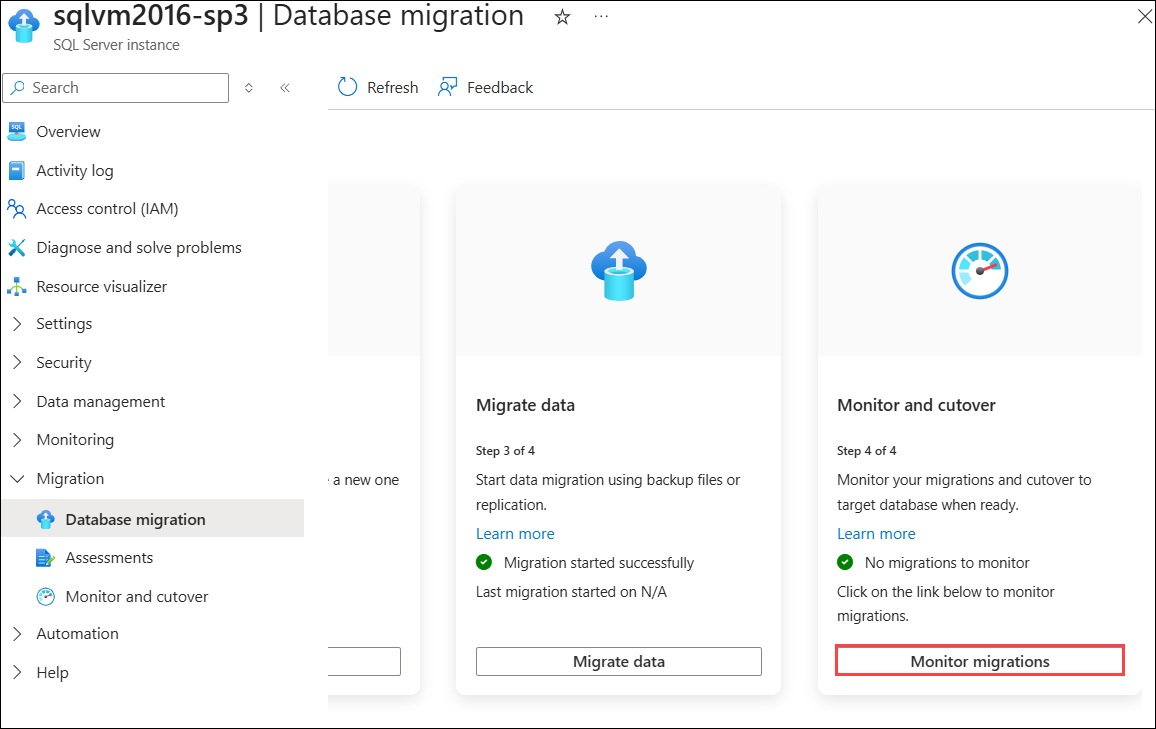 sqlvm2016-sp3 | Database migration
SQL Server instance
Search
Refresh
Feedback
Overview
Activity log
Access control (IAM)
Diagnose and solve problems
Resource visualizer
Settings
Security
Data management
Monitoring
Migration
Database migration
Assessments
Monitor and cutover
Automation
Help
a new one
Migrate data
Step 3 of 4
Start data migration using backup files or
replication.
Learn more
Migration started successfully
Last migration started on N/A
Migrate data
Monitor and cutover
Step 4 of 4
Monitor your migrations and cutover to
target database when ready.
Learn more
No migrations to monitor
Click on the link below to monitor
migrations.
Monitor migrations